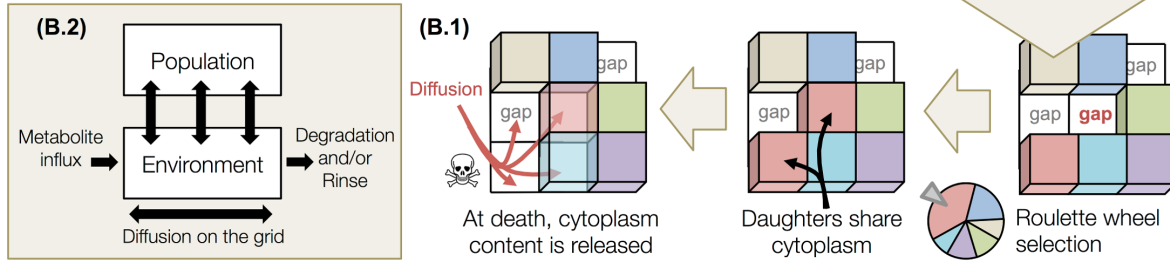 (B.2)
Population
Metabolite
influx
Environment
Degradation
and/or
Rinse
Diffusion on the grid
(B.1)
gap
Diffusion
gap
At death, cytoplasm
content is released
gap
gap
Daughters share
cytoplasm
gap
gap
gap
Roulette wheel
selection